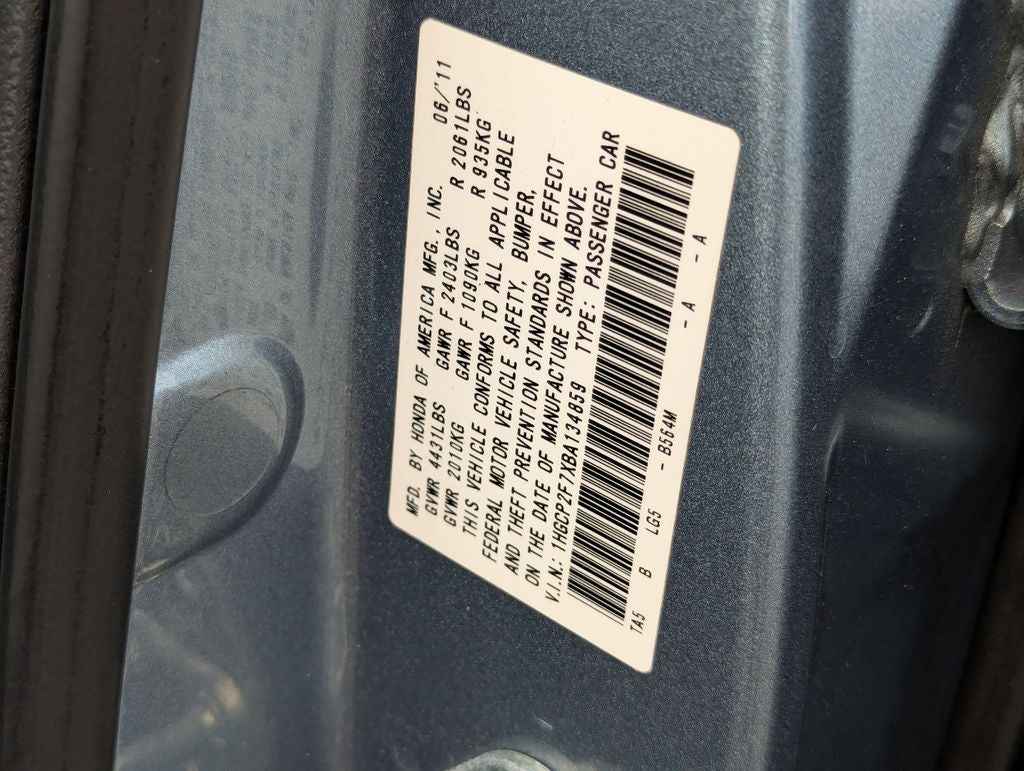 MFD. BY HONDA OF AMERICA MFG., INC. 06/'11
GVWR 4431LBS GAWR F 2403LBS R 2061LBS
GVWR 2010KG GAWR F 1090KG R 935KG
THIS VEHICLE CONFORMS TO ALL APPLICABLE
FEDERAL MOTOR VEHICLE SAFETY, BUMPER,
AND THEFT PREVENTION STANDARDS IN EFFECT
ON THE DATE OF MANUFACTURE SHOWN ABOVE.
V.I.N.: 1HGCP2F7XBA134859 TYPE: PASSENGER CAR
TA5 B LG5 - B564M - A - A